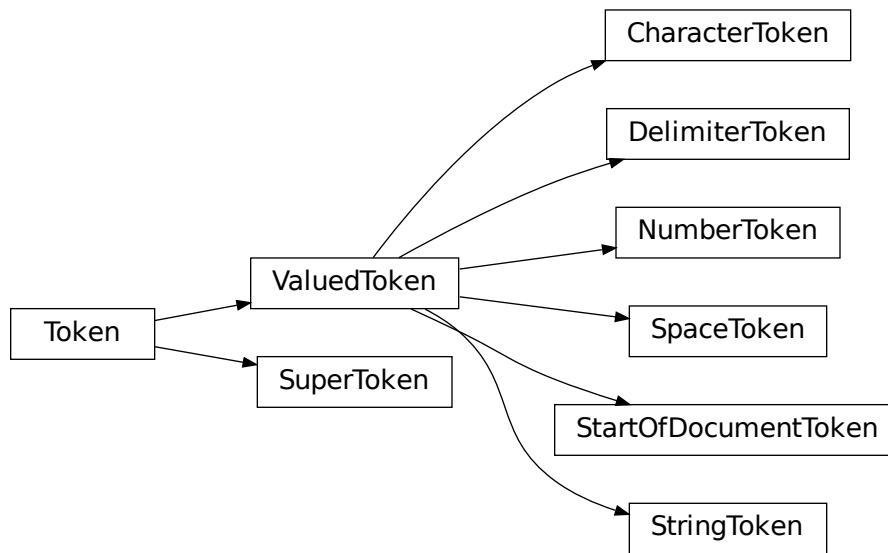 CharacterToken
DelimiterToken
NumberToken
ValuedToken
SpaceToken
Token
SuperToken
StartOfDocumentToken
StringToken